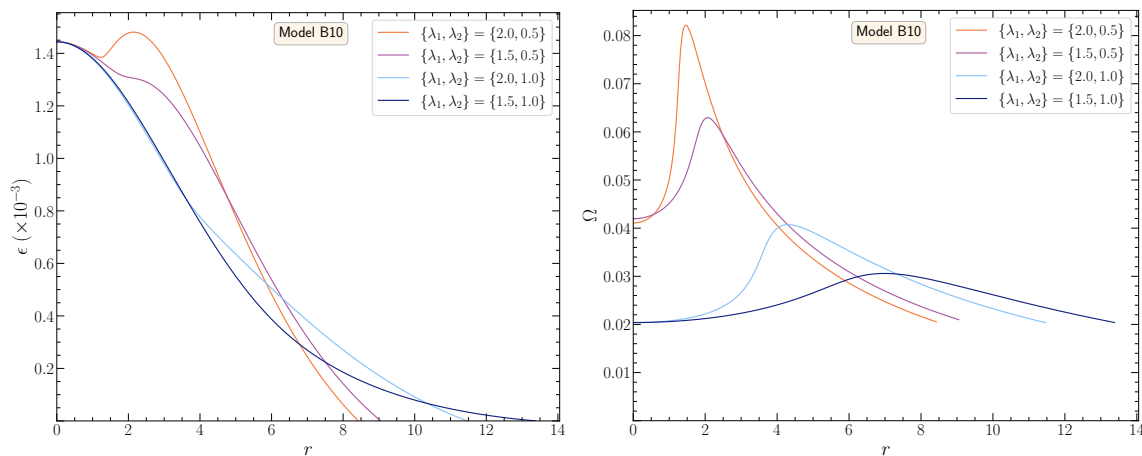 Model B10
{λ₁, λ₂} = {2.0, 0.5}
{λ₁, λ₂} = {1.5, 0.5}
{λ₁, λ₂} = {2.0, 1.0}
{λ₁, λ₂} = {1.5, 1.0}
1.4
1.2
1.0
0.8
0.6
0.4
0.2
ϵ (×10⁻³)
0 2 4 6 8 10 12 14
r
Model B10
{λ₁, λ₂} = {2.0, 0.5}
{λ₁, λ₂} = {1.5, 0.5}
{λ₁, λ₂} = {2.0, 1.0}
{λ₁, λ₂} = {1.5, 1.0}
0.08
0.07
0.06
0.05
0.04
0.03
0.02
0.01
Ω
0 2 4 6 8 10 12 14
r